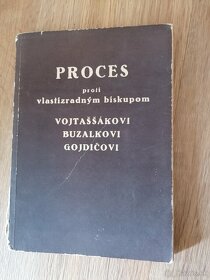 PROCES
proti
vlastizradným biskupom
VOJTAŠŠÁKOVI
BUZALKOVI
GOJDIČOVI